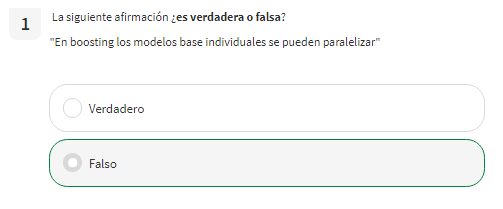 1
La siguiente afirmación ¿es verdadera o falsa?
"En boosting los modelos base individuales se pueden paralelizar"
Verdadero
Falso